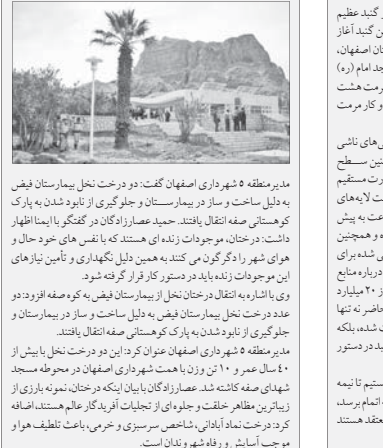 مدیر منطقه ۵ شهرداری اصفهان گفت: دو درخت نخل بیمارستان فیض
به دلیل ساخت و ساز در بیمارستان و جلوگیری از نابود شدن به پارک
کوهستانی صفه انتقال یافتند. حمید عصارزادگان در گفتگو با ایمنا اظهار
داشت: درختان، موجودات زنده ای هستند که با نفس های خود حال و
هوای شهر را دگرگون می کنند به همین دلیل نگهداری و تأمین نیازهای
این موجودات زنده باید در دستور کار قرار گرفته شود.
وی با اشاره به انتقال درختان نخل از بیمارستان فیض به کوه صفه افزود: دو
عدد درخت نخل بیمارستان فیض به دلیل ساخت و ساز در بیمارستان و
جلوگیری از نابود شدن به پارک کوهستانی صفه انتقال یافتند.
مدیر منطقه ۵ شهرداری اصفهان عنوان کرد: این دو درخت نخل با بیش از
۴۰ سال عمر و ۱۰ تن وزن با همت شهرداری اصفهان در محوطه مسجد
شهدای صفه کاشته شد. عصارزادگان با بیان اینکه درختان، نمونه بارزی از
زیباترین مظاهر خلقت و جلوه ای از تجلیات آفریدگار عالم هستند، اضافه
کرد: درخت نماد آبادانی، شاخص سرسبزی و خرمی، باعث تلطیف هوا و
موجب آسایش و رفاه شهروندان است.
گنبد عظیم
ن گنبد آغاز
تان اصفهان،
جد امام (ره)
رمت هشت
و کار مرمت
ی‌های ناشی
نین سطح
رت مستقیم
ت لایه‌های
عت به پیش
ه و همچنین
ی شده برای
درباره منابع
ز ۲۰ میلیارد
حاضر نه تنها
ت شده، بلکه
بد در دستور
ستیم تا نیمه
ه اتمام برسد،
عتقد هستند